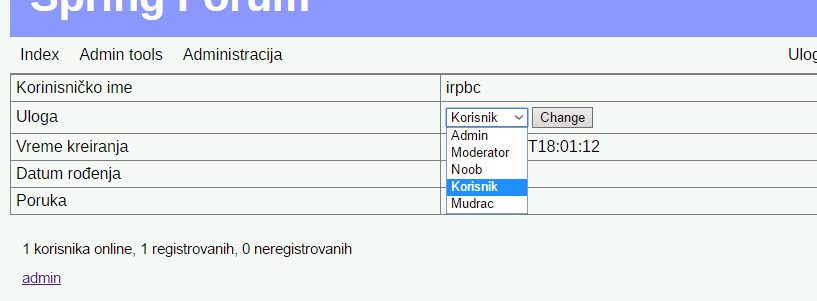 Spring Forum
Index Admin tools Administracija Ulog
Korinisničko ime irpbc
Uloga Korisnik Change
Admin
Vreme kreiranja Moderator T18:01:12
Noob
Datum rođenja
Korisnik
Poruka Mudrac
1 korisnika online, 1 registrovanih, 0 neregistrovanih
admin